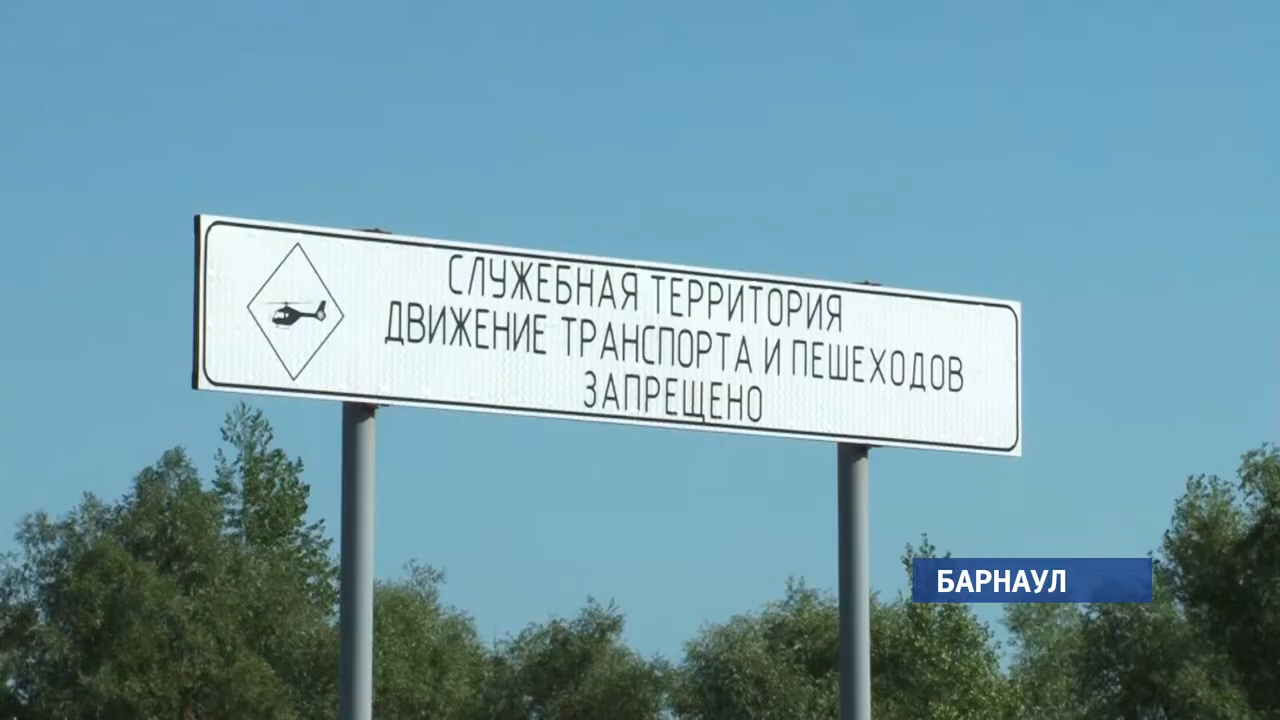 СЛУЖЕБНАЯ ТЕРРИТОРИЯ
ДВИЖЕНИЕ ТРАНСПОРТА И ПЕШЕХОДОВ
ЗАПРЕЩЕНО
БАРНАУЛ